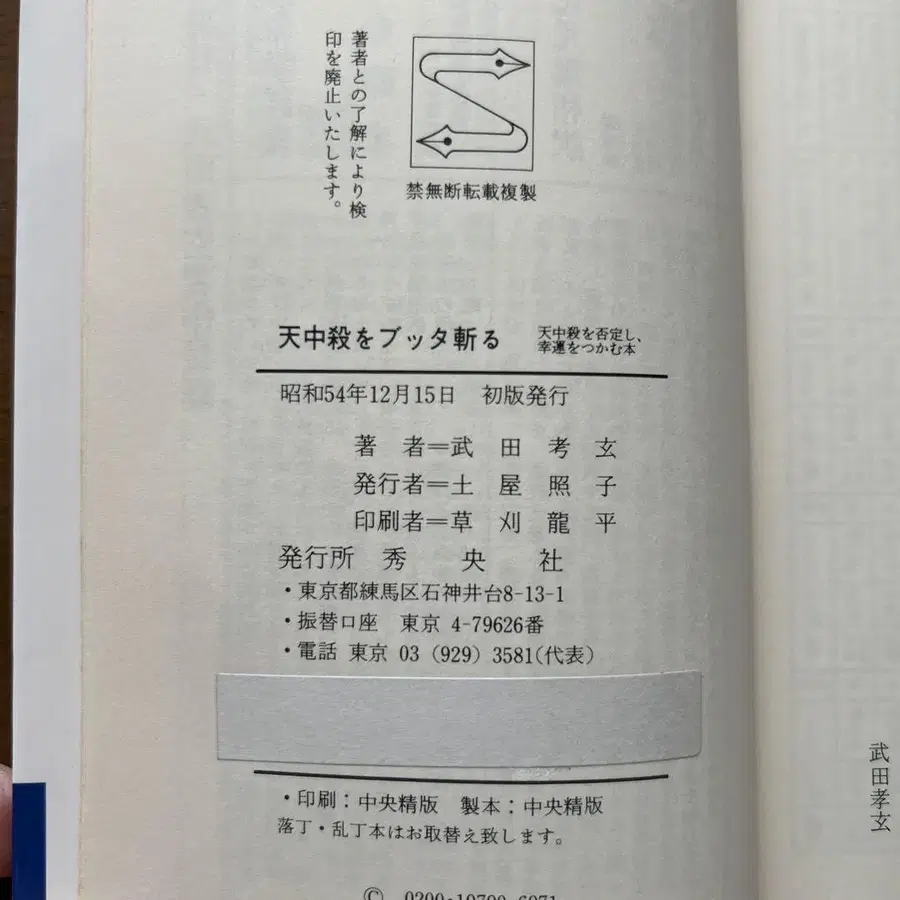 著者との了解により検
印を廃止いたします。
禁無断転載複製
天中殺をブッタ斬る
天中殺を否定し、
幸運をつかむ本
昭和54年12月15日 初版発行
著者=武田考玄
発行者=土屋照子
印刷者=草刈龍平
発行所 秀央社
・東京都練馬区石神井台8-13-1
・振替口座 東京 4-79626番
・電話 東京 03 (929) 3581(代表)
・印刷:中央精版 製本:中央精版
落丁・乱丁本はお取替え致します。
武田孝玄